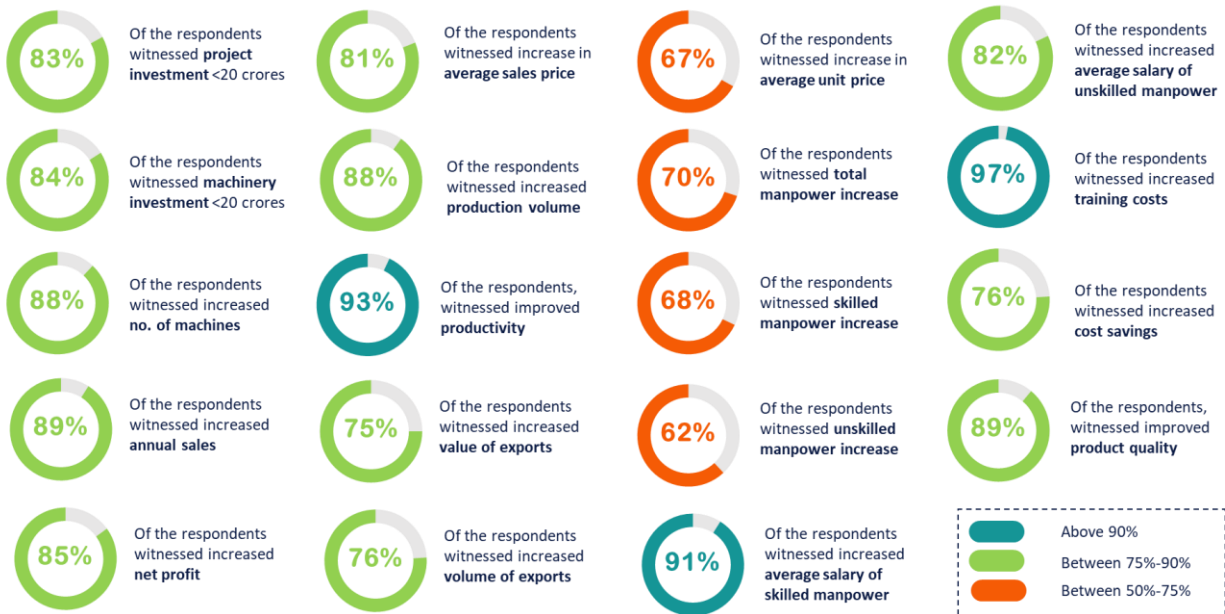 83%
Of the respondents
witnessed project
investment <20 crores
81%
Of the respondents
witnessed increase in
average sales price
67%
Of the respondents
witnessed increase in
average unit price
82%
Of the respondents
witnessed increased
average salary of
unskilled manpower
84%
Of the respondents
witnessed machinery
investment <20 crores
88%
Of the respondents
witnessed increased
production volume
70%
Of the respondents
witnessed total
manpower increase
97%
Of the respondents
witnessed increased
training costs
88%
Of the respondents
witnessed increased
no. of machines
93%
Of the respondents,
witnessed improved
productivity
68%
Of the respondents
witnessed skilled
manpower increase
76%
Of the respondents
witnessed increased
cost savings
89%
Of the respondents
witnessed increased
annual sales
75%
Of the respondents
witnessed increased
value of exports
62%
Of the respondents
witnessed unskilled
manpower increase
89%
Of the respondents,
witnessed improved
product quality
85%
Of the respondents
witnessed increased
net profit
76%
Of the respondents
witnessed increased
volume of exports
91%
Of the respondents
witnessed increased
average salary of
skilled manpower
Above 90%
Between 75%-90%
Between 50%-75%